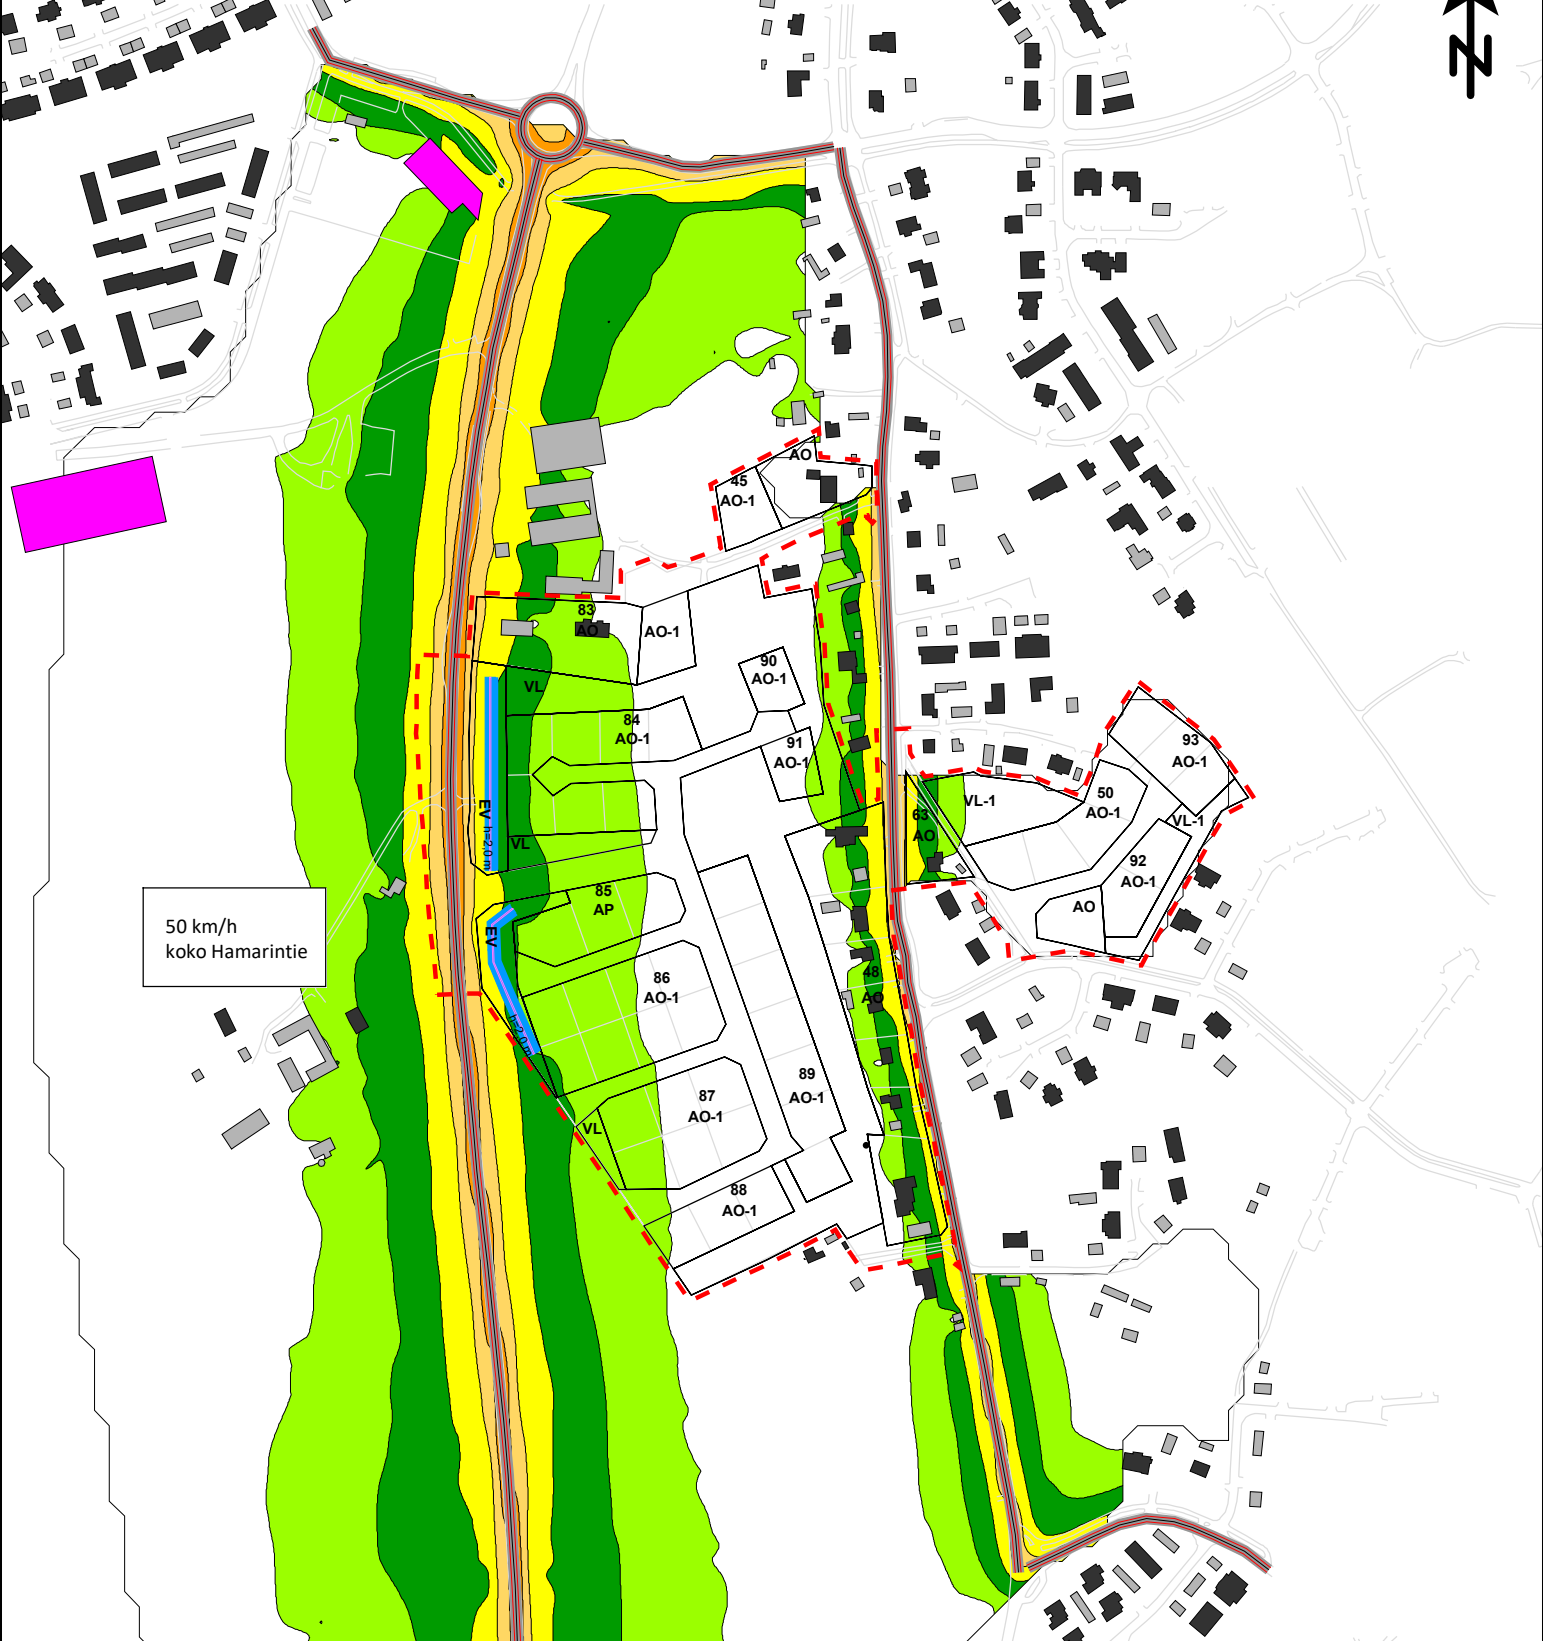 N
AO
45
AO-1
83
AO
AO-1
90
AO-1
VL
84
AO-1
91
AO-1
93
AO-1
50
AO-1
VL-1
VL-1
63
AO
EV h=2,0 m
VL
92
AO-1
85
AP
AO
50 km/h
koko Hamarintie
EV
h=2,0 m
86
AO-1
48
AO
89
AO-1
87
AO-1
VL
88
AO-1